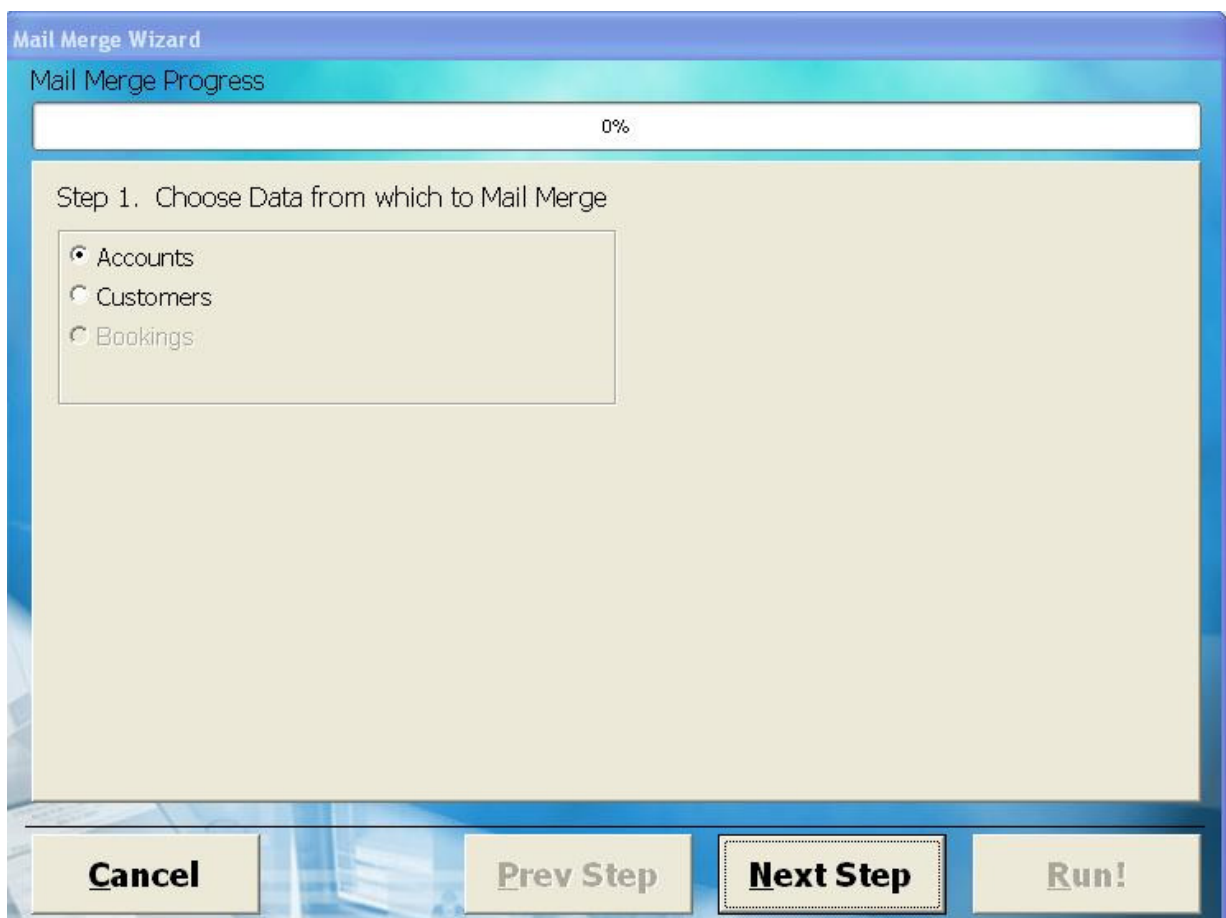 Mail Merge Wizard
Mail Merge Progress
0%
Step 1. Choose Data from which to Mail Merge
Accounts
Customers
Bookings
Cancel
Prev Step
Next Step
Run!